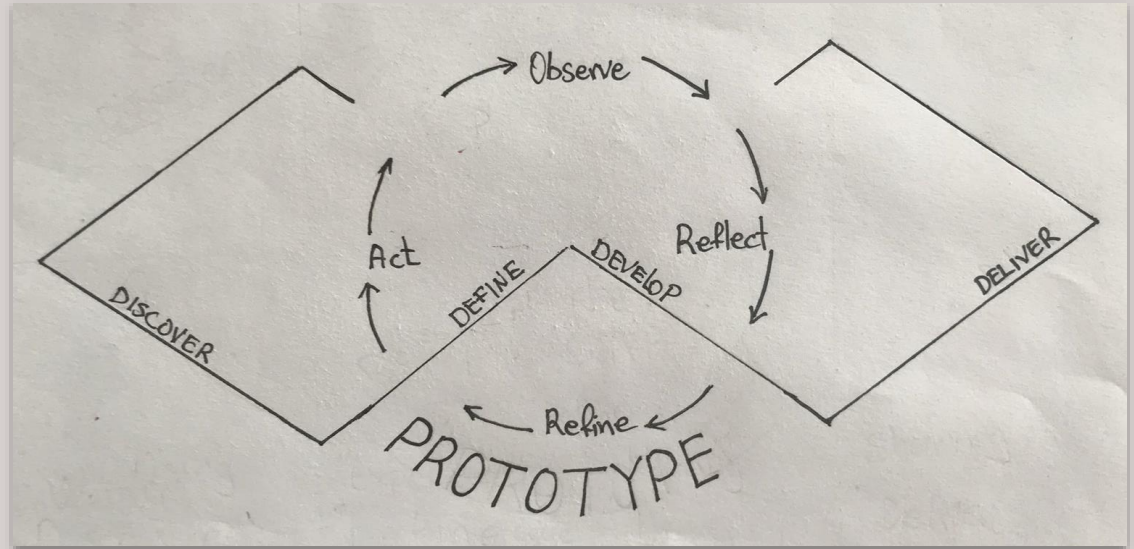 Observe
Reflect
Act
DEFINE
DEVELOP
DELIVER
DISCOVER
Refine
PROTOTYPE